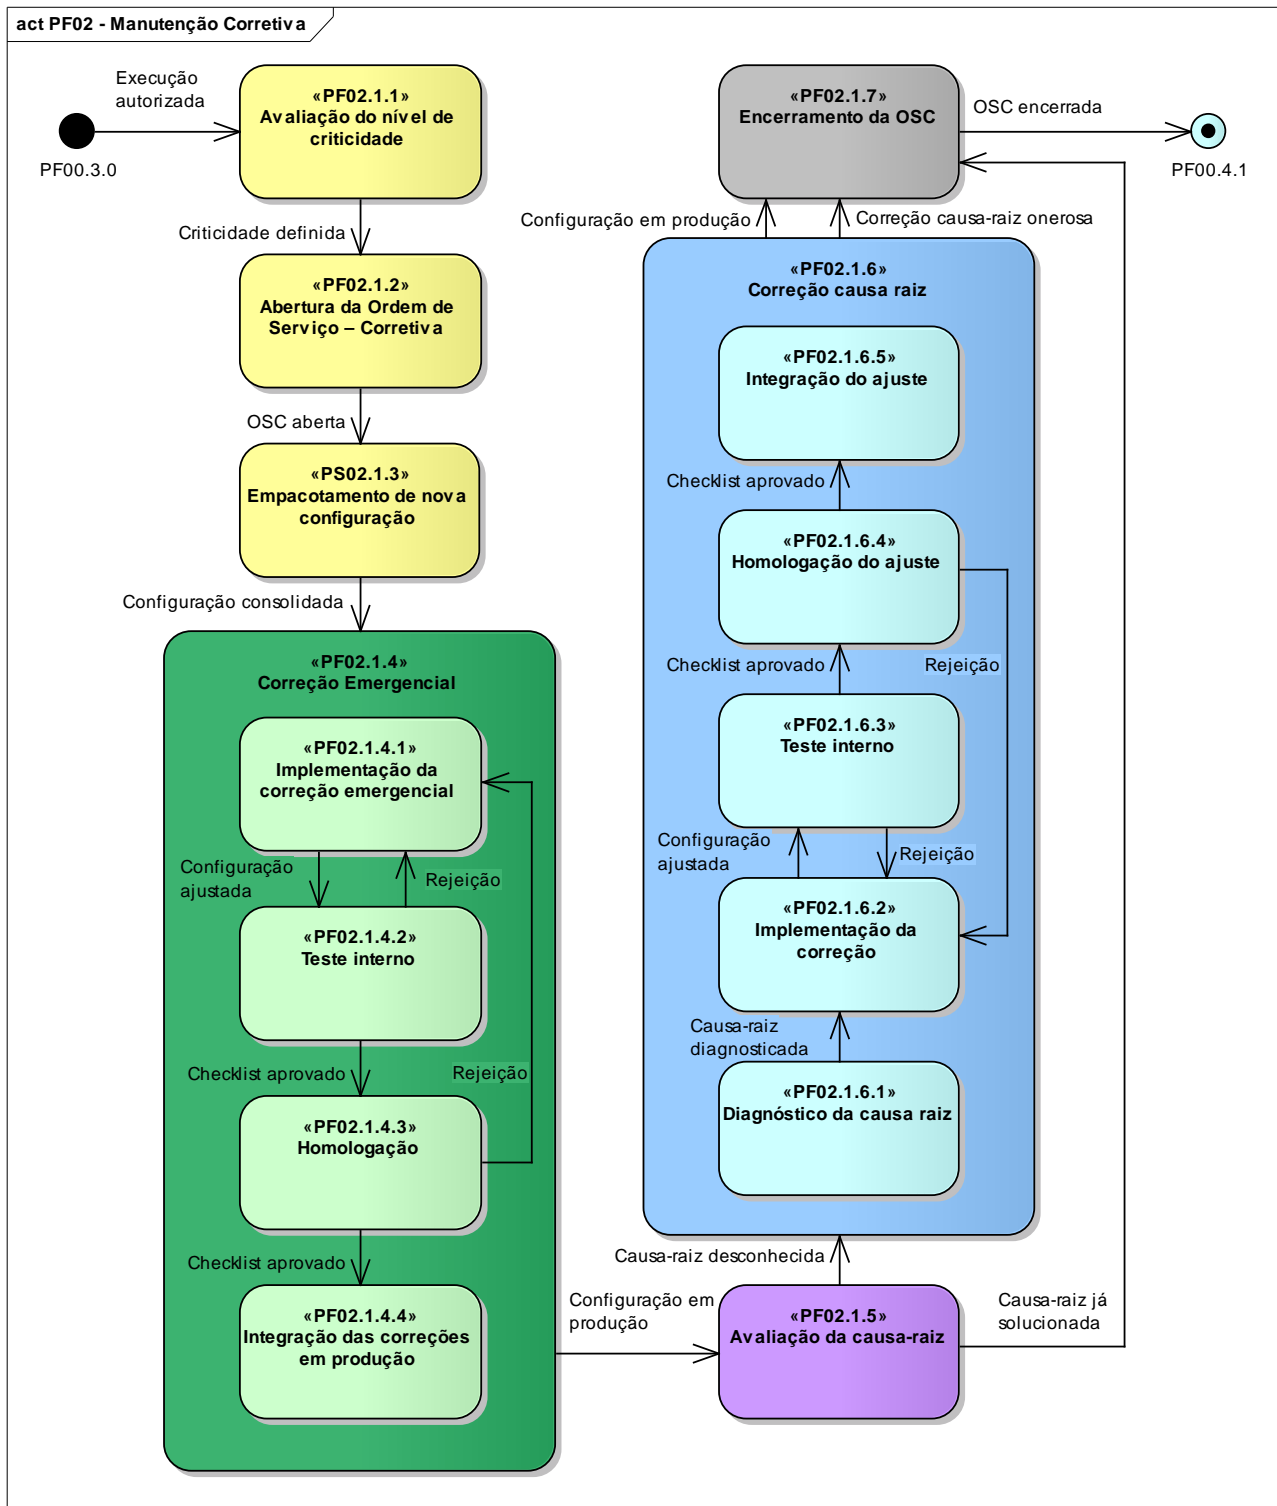 act PF02 - Manutenção Corretiva
Execução
autorizada
PF00.3.0
«PF02.1.1»
Avaliação do nível de
criticidade
Criticidade definida
«PF02.1.2»
Abertura da Ordem de
Serviço – Corretiva
OSC aberta
«PS02.1.3»
Empacotamento de nova
configuração
Configuração consolidada
«PF02.1.4»
Correção Emergencial
«PF02.1.4.1»
Implementação da
correção emergencial
Configuração
ajustada
Rejeição
«PF02.1.4.2»
Teste interno
Checklist aprovado
Rejeição
«PF02.1.4.3»
Homologação
Checklist aprovado
«PF02.1.4.4»
Integração das correções
em produção
Configuração em
produção
«PF02.1.5»
Avaliação da causa-raiz
Causa-raiz já
solucionada
Causa-raiz desconhecida
«PF02.1.6»
Correção causa raiz
«PF02.1.6.5»
Integração do ajuste
Checklist aprovado
«PF02.1.6.4»
Homologação do ajuste
Checklist aprovado
Rejeição
«PF02.1.6.3»
Teste interno
Configuração
ajustada
Rejeição
«PF02.1.6.2»
Implementação da
correção
Causa-raiz
diagnosticada
«PF02.1.6.1»
Diagnóstico da causa raiz
Configuração em produção
Correção causa-raiz onerosa
«PF02.1.7»
Encerramento da OSC
OSC encerrada
PF00.4.1